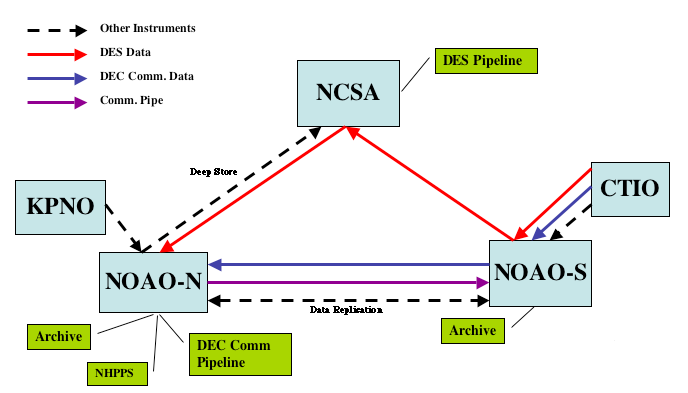 Other Instruments
DES Data
DEC Comm. Data
Comm. Pipe
DES Pipeline
NCSA
Deep Store
KPNO
CTIO
NOAO-N
NOAO-S
Data Replication
Archive
NHPPS
DEC Comm
Pipeline
Archive